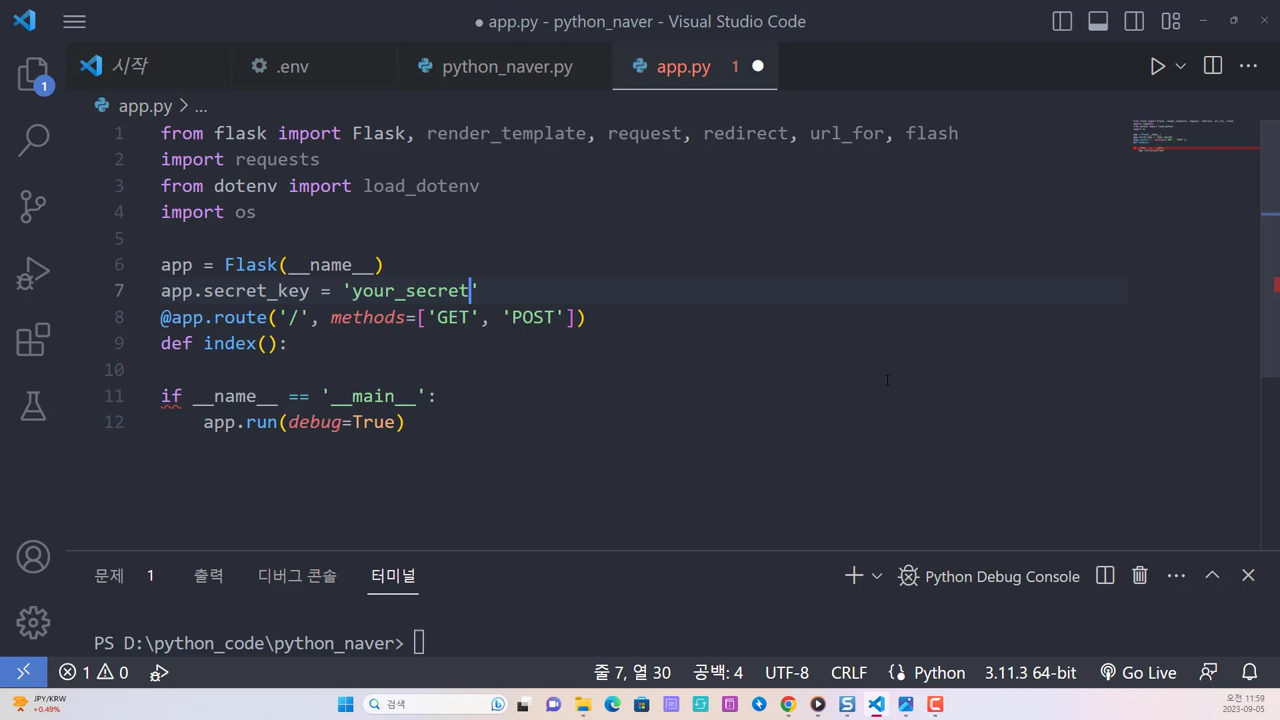 ● app.py - python_naver - Visual Studio Code
시작 .env python_naver.py app.py 1
app.py > ...
1 from flask import Flask, render_template, request, redirect, url_for, flash
2 import requests
3 from dotenv import load_dotenv
4 import os
5
6 app = Flask(__name__)
7 app.secret_key = 'your_secret'
8 @app.route('/', methods=['GET', 'POST'])
9 def index():
10
11 if __name__ == '__main__':
12 app.run(debug=True)
1
문제 1 출력 디버그 콘솔 터미널 Python Debug Console
PS D:\python_code\python_naver>
1 0 줄 7, 열 30 공백: 4 UTF-8 CRLF Python 3.11.3 64-bit Go Live
JPY/KRW
+0.49%
검색
오전 11:59
2023-09-05